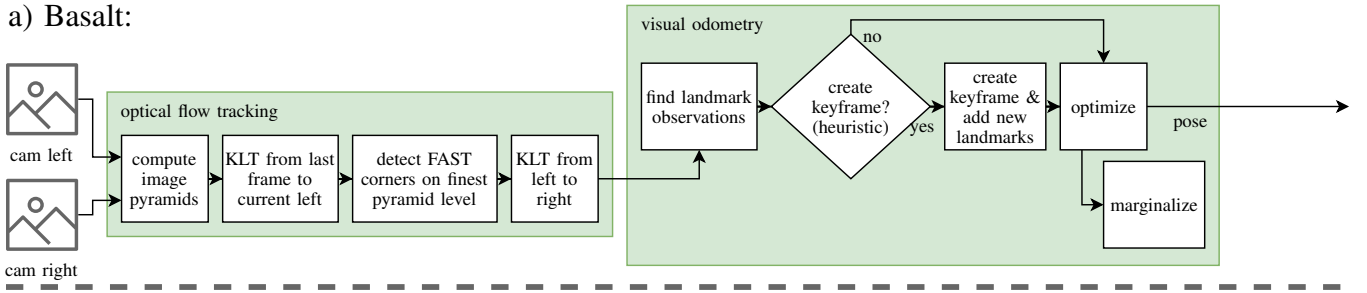 a) Basalt:
cam left
cam right
optical flow tracking
compute
image
pyramids
KLT from last
frame to
current left
detect FAST
corners on finest
pyramid level
KLT from
left to
right
visual odometry
find landmark
observations
create
keyframe?
(heuristic)
no
yes
create
keyframe &
add new
landmarks
optimize
pose
marginalize